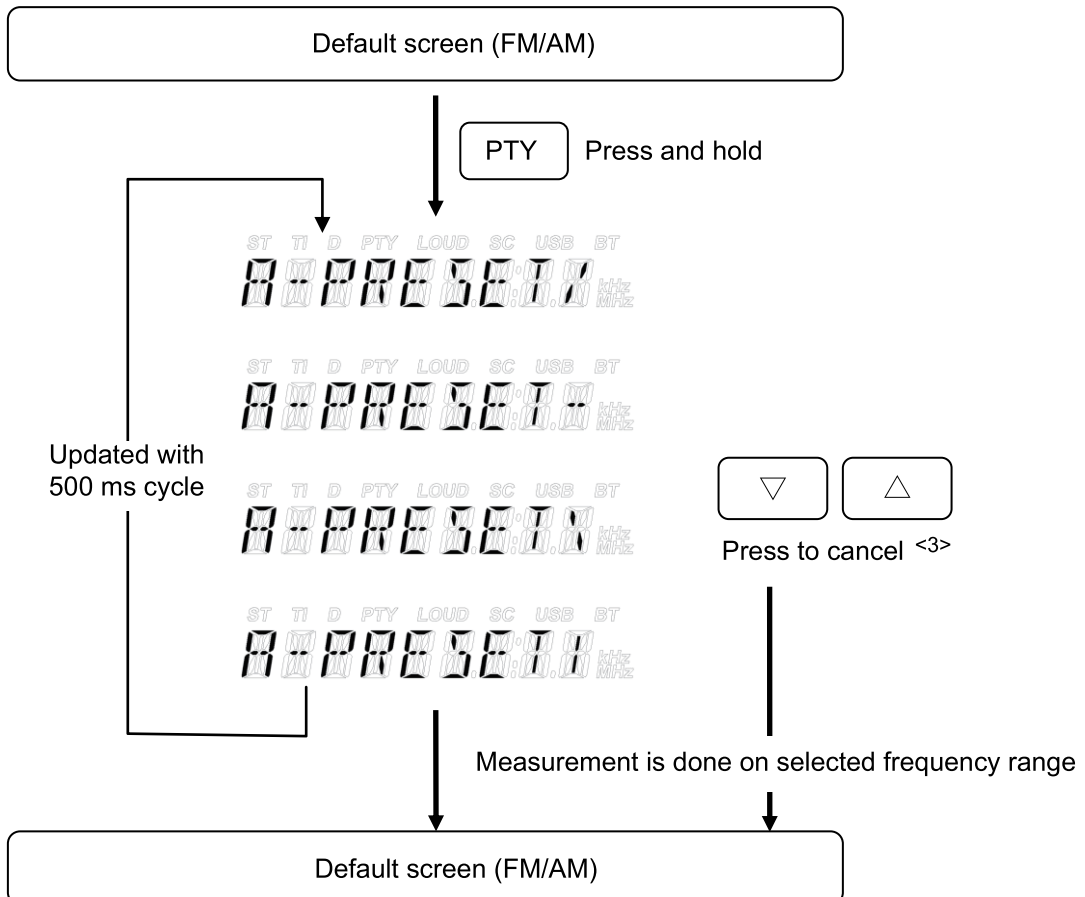 Default screen (FM/AM)
PTY Press and hold
ST TI D PTY LOUD SC USB BT
A-PRESET/ kHz
MHz
ST TI D PTY LOUD SC USB BT
A-PRESET- kHz
MHz
Updated with
500 ms cycle
ST TI D PTY LOUD SC USB BT
A-PRESET\ kHz
MHz
▽ △
Press to cancel <3>
ST TI D PTY LOUD SC USB BT
A-PRESET| kHz
MHz
Measurement is done on selected frequency range
Default screen (FM/AM)